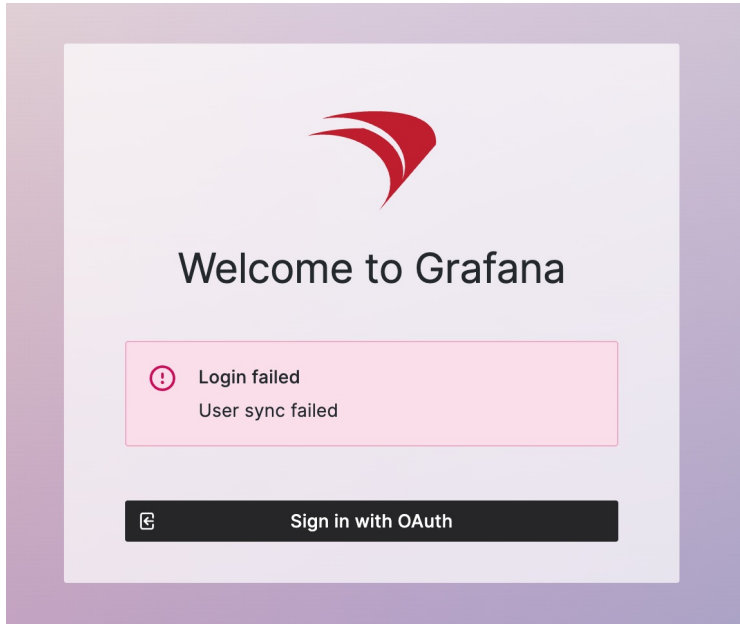 Welcome to Grafana
Login failed
User sync failed
Sign in with OAuth